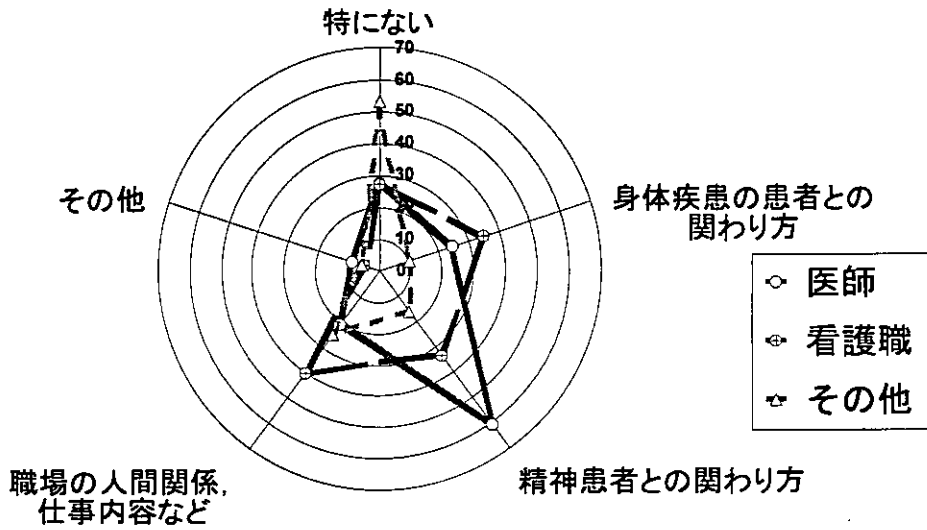 特にない
70
60
50
40
30
20
10
0
その他
身体疾患の患者との
関わり方
医師
看護職
その他
職場の人間関係,
仕事内容など
精神患者との関わり方